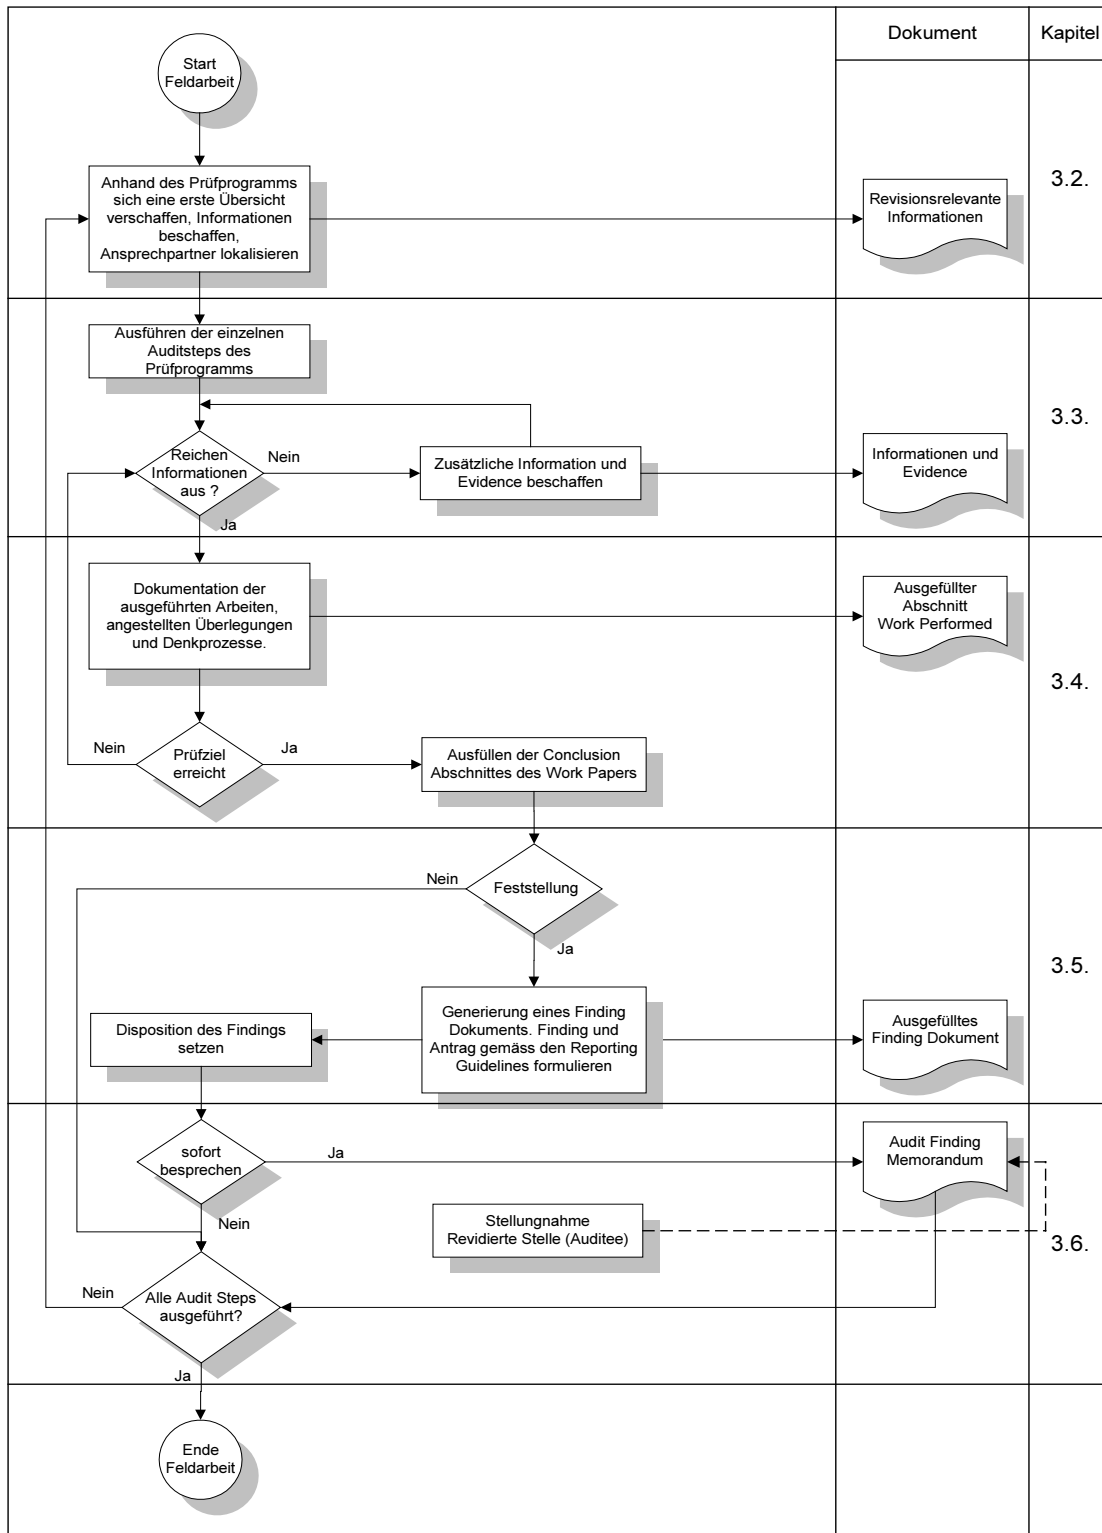 Dokument
Kapitel
Start
Feldarbeit
Anhand des Prüfprogramms
sich eine erste Übersicht
verschaffen, Informationen
beschaffen,
Ansprechpartner lokalisieren
Revisionsrelevante
Informationen
3.2.
Ausführen der einzelnen
Auditsteps des
Prüfprogramms
Reichen
Informationen
aus ?
Nein
Ja
Zusätzliche Information und
Evidence beschaffen
Informationen und
Evidence
3.3.
Dokumentation der
ausgeführten Arbeiten,
angestellten Überlegungen
und Denkprozesse.
Ausgefüllter
Abschnitt
Work Performed
3.4.
Nein
Prüfziel
erreicht
Ja
Ausfüllen der Conclusion
Abschnittes des Work Papers
Nein
Feststellung
Ja
3.5.
Disposition des Findings
setzen
Generierung eines Finding
Dokuments. Finding und
Antrag gemäss den Reporting
Guidelines formulieren
Ausgefülltes
Finding Dokument
sofort
besprechen
Ja
Nein
Audit Finding
Memorandum
Stellungnahme
Revidierte Stelle (Auditee)
3.6.
Nein
Alle Audit Steps
ausgeführt?
Ja
Ende
Feldarbeit